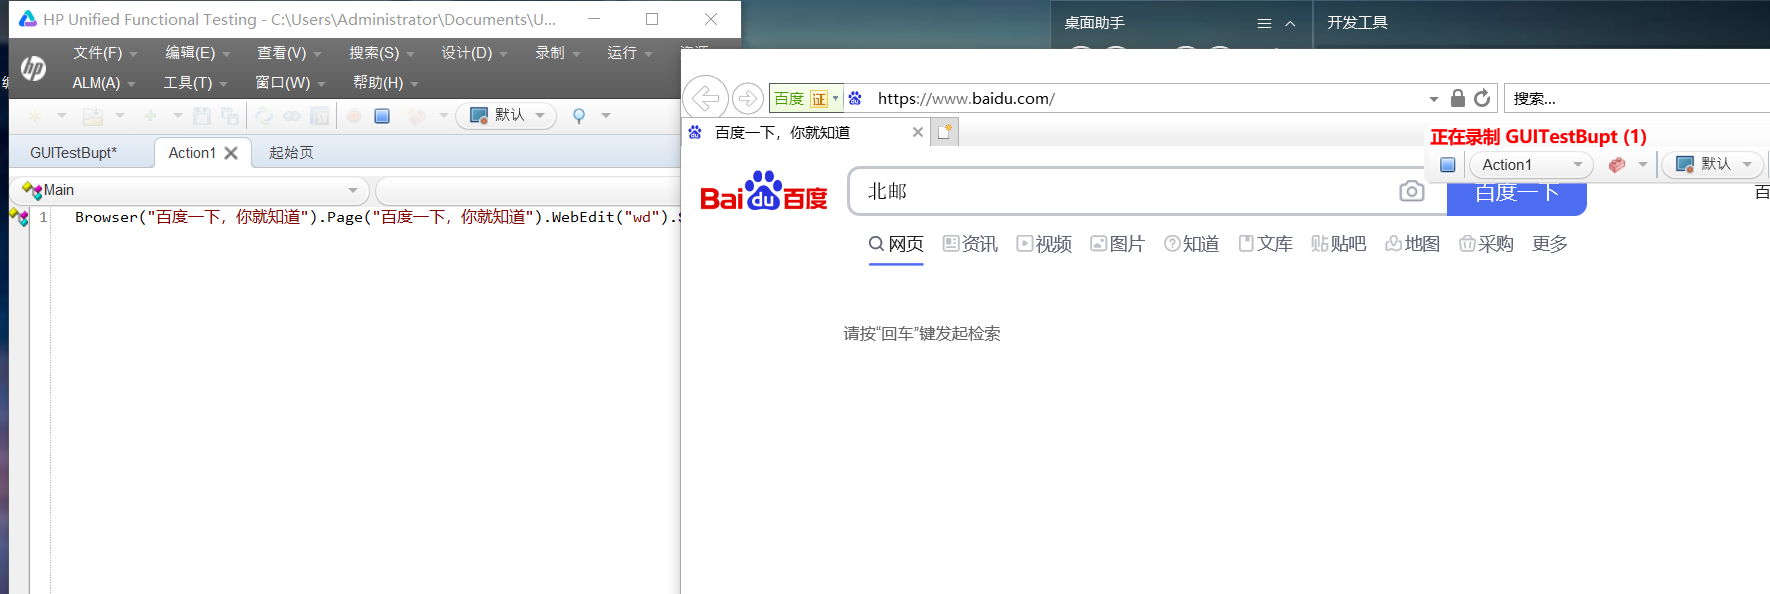 HP Unified Functional Testing - C:\Users\Administrator\Documents\U...
hp
文件(F) 编辑(E) 查看(V) 搜索(S) 设计(D) 录制 运行
ALM(A) 工具(T) 窗口(W) 帮助(H)
默认
GUITestBupt* Action1 起始页
Main
1 Browser("百度一下，你就知道").Page("百度一下，你就知道").WebEdit("wd").S
桌面助手 开发工具
百度 证 https://www.baidu.com/ 搜索...
百度一下，你就知道
正在录制 GUITestBupt (1)
Action1 默认
Bai du 百度 北邮 百度一下 百
网页 资讯 视频 图片 知道 文库 贴吧 地图 采购 更多
请按“回车”键发起检索